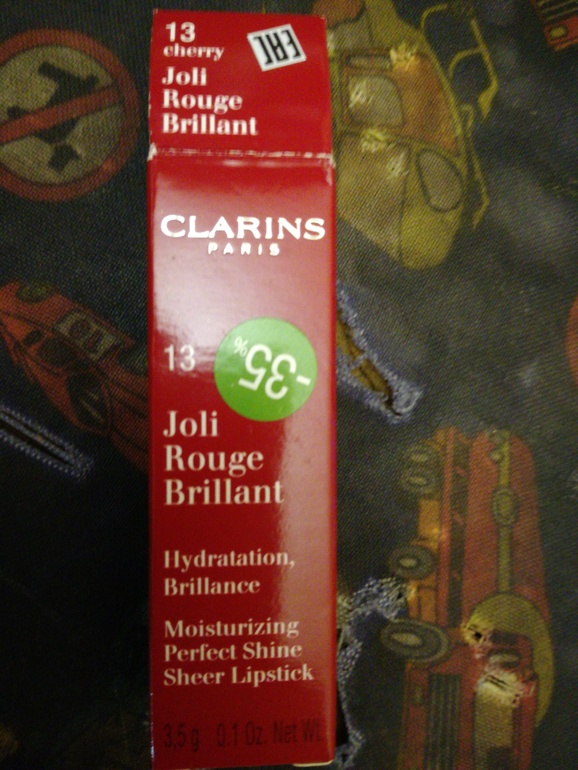 13
cherry
EAC
Joli
Rouge
Brillant
CLARINS
PARIS
13
-35%
Joli
Rouge
Brillant
Hydratation,
Brillance
Moisturizing
Perfect Shine
Sheer Lipstick
3.5 g 0.1 Oz. Net Wt.